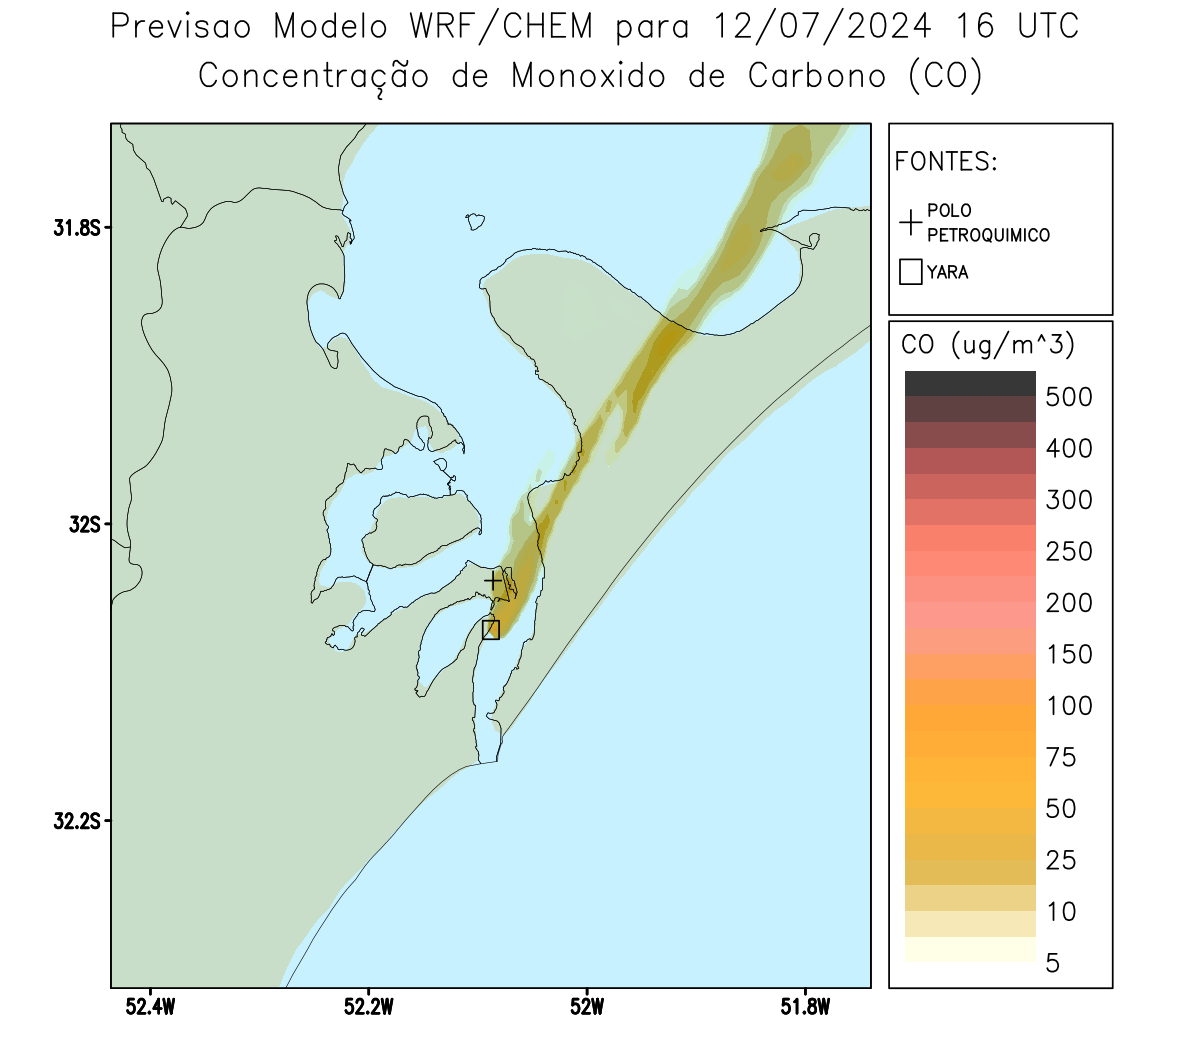 Previsao Modelo WRF/CHEM para 12/07/2024 16 UTC
Concentração de Monoxido de Carbono (CO)
FONTES:
POLO
PETROQUIMICO
YARA
CO (ug/m^3)
500
400
300
250
200
150
100
75
50
25
10
5
31.8S
32S
32.2S
52.4W
52.2W
52W
51.8W